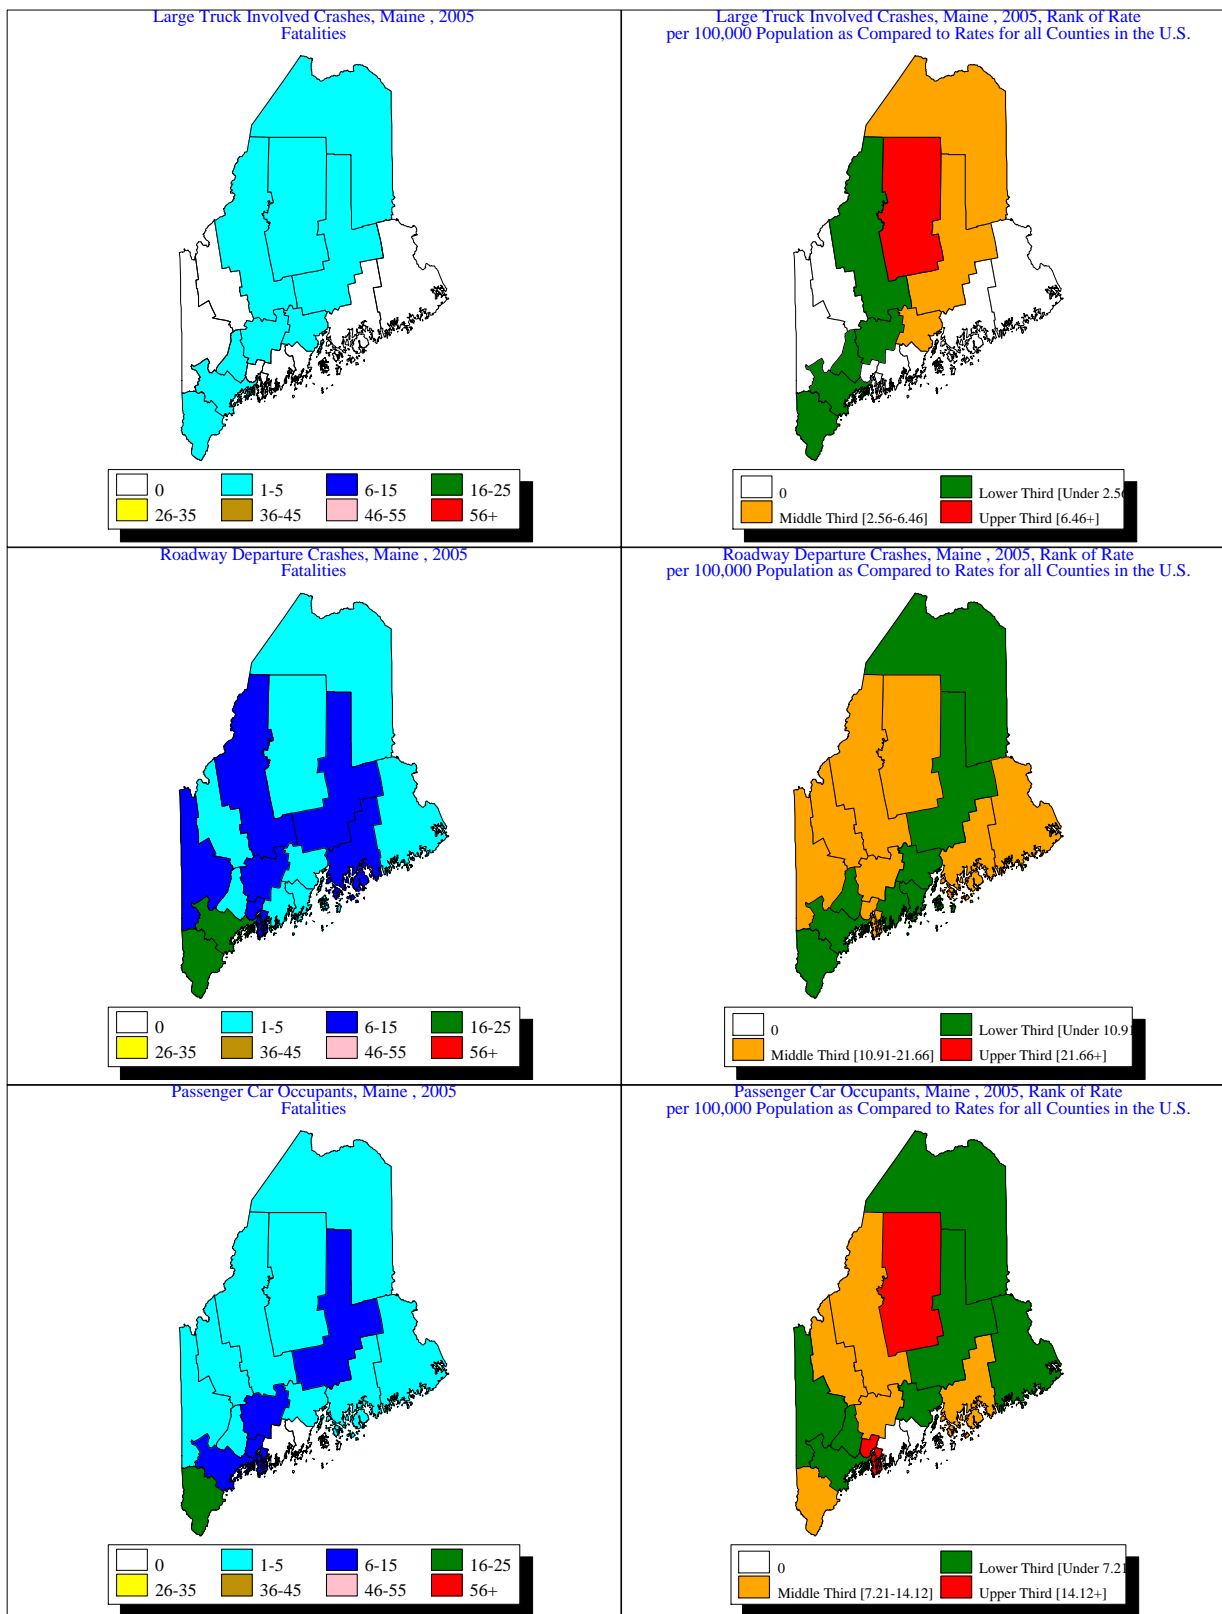 Large Truck Involved Crashes, Maine , 2005
Fatalities
0
1-5
6-15
16-25
26-35
36-45
46-55
56+
Large Truck Involved Crashes, Maine , 2005, Rank of Rate
per 100,000 Population as Compared to Rates for all Counties in the U.S.
0
Lower Third [Under 2.56
Middle Third [2.56-6.46]
Upper Third [6.46+]
Roadway Departure Crashes, Maine , 2005
Fatalities
0
1-5
6-15
16-25
26-35
36-45
46-55
56+
Roadway Departure Crashes, Maine , 2005, Rank of Rate
per 100,000 Population as Compared to Rates for all Counties in the U.S.
0
Lower Third [Under 10.91
Middle Third [10.91-21.66]
Upper Third [21.66+]
Passenger Car Occupants, Maine , 2005
Fatalities
0
1-5
6-15
16-25
26-35
36-45
46-55
56+
Passenger Car Occupants, Maine , 2005, Rank of Rate
per 100,000 Population as Compared to Rates for all Counties in the U.S.
0
Lower Third [Under 7.21
Middle Third [7.21-14.12]
Upper Third [14.12+]